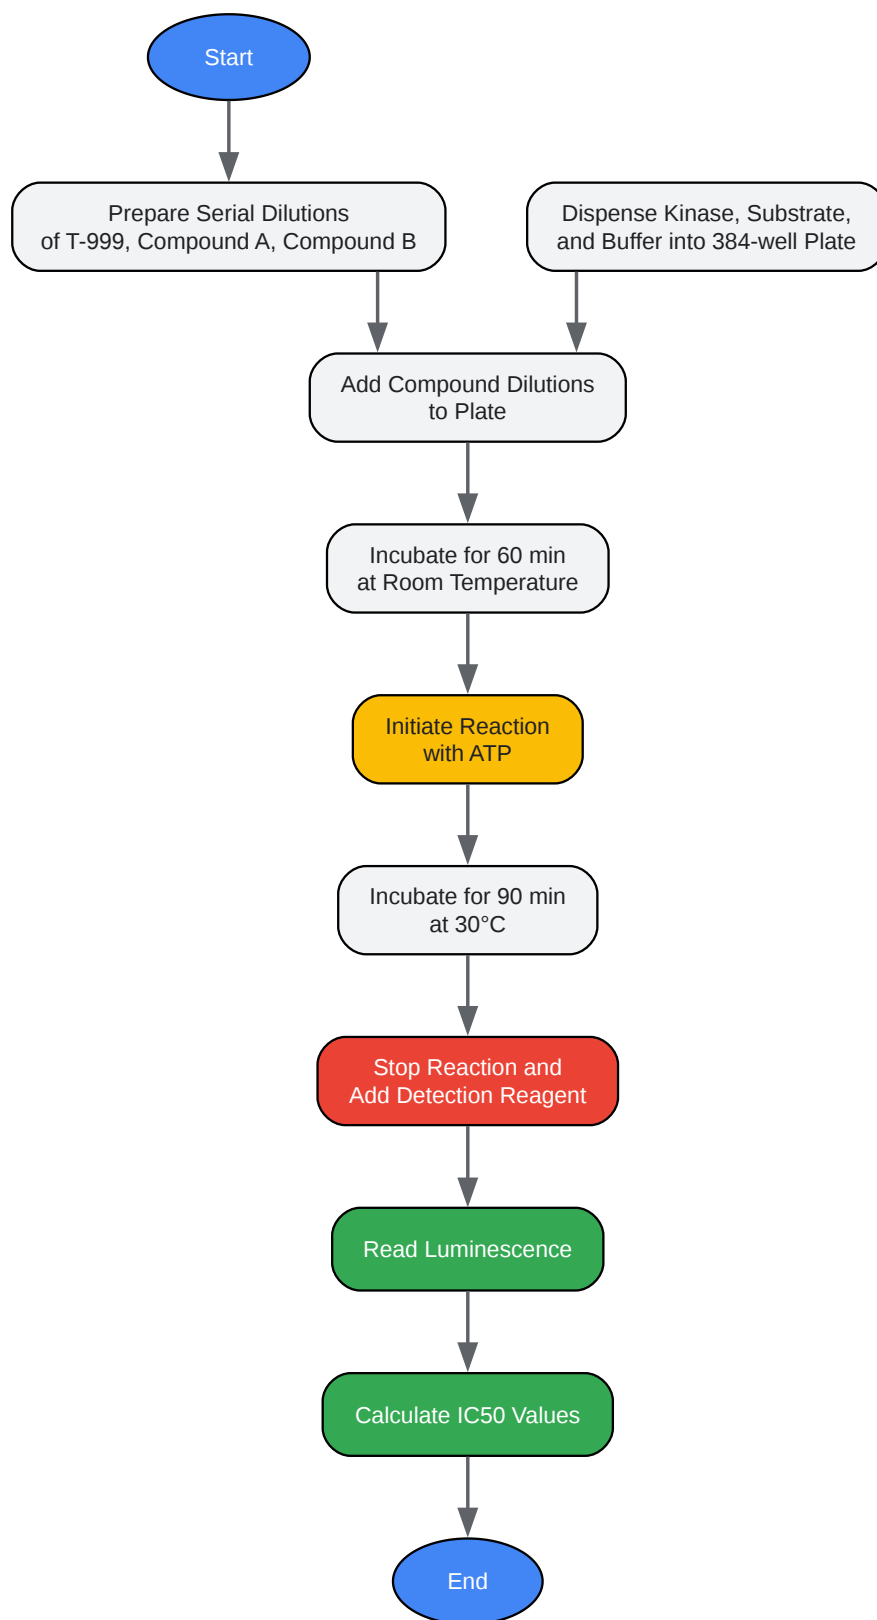 Start
Prepare Serial Dilutions
of T-999, Compound A, Compound B
Dispense Kinase, Substrate,
and Buffer into 384-well Plate
Add Compound Dilutions
to Plate
Incubate for 60 min
at Room Temperature
Initiate Reaction
with ATP
Incubate for 90 min
at 30°C
Stop Reaction and
Add Detection Reagent
Read Luminescence
Calculate IC50 Values
End